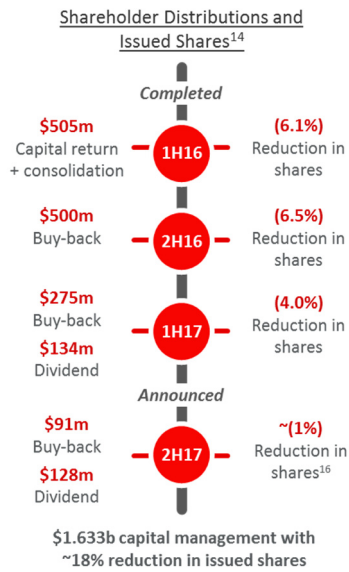 Shareholder Distributions and
Issued Shares14
Completed
$505m
Capital return
+ consolidation
1H16
(6.1%)
Reduction in
shares
$500m
Buy-back
2H16
(6.5%)
Reduction in
shares
$275m
Buy-back
$134m
Dividend
1H17
(4.0%)
Reduction in
shares
Announced
$91m
Buy-back
$128m
Dividend
2H17
~(1%)
Reduction in
shares16
$1.633b capital management with
~18% reduction in issued shares